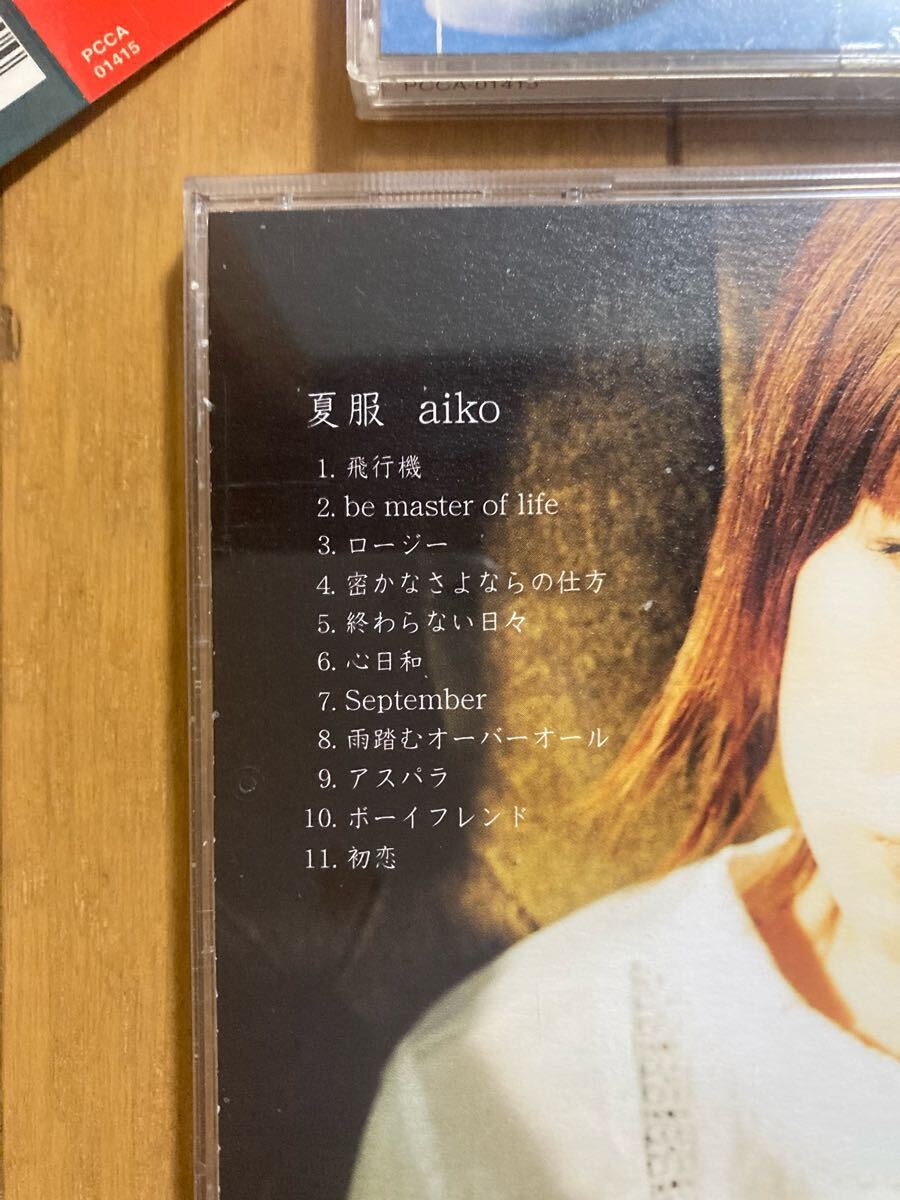 PCCA
01415
PCCA-01415
夏服 aiko
1. 飛行機
2. be master of life
3. ロージー
4. 密かなさよならの仕方
5. 終わらない日々
6. 心日和
7. September
8. 雨踏むオーバーオール
9. アスパラ
10. ボーイフレンド
11. 初恋